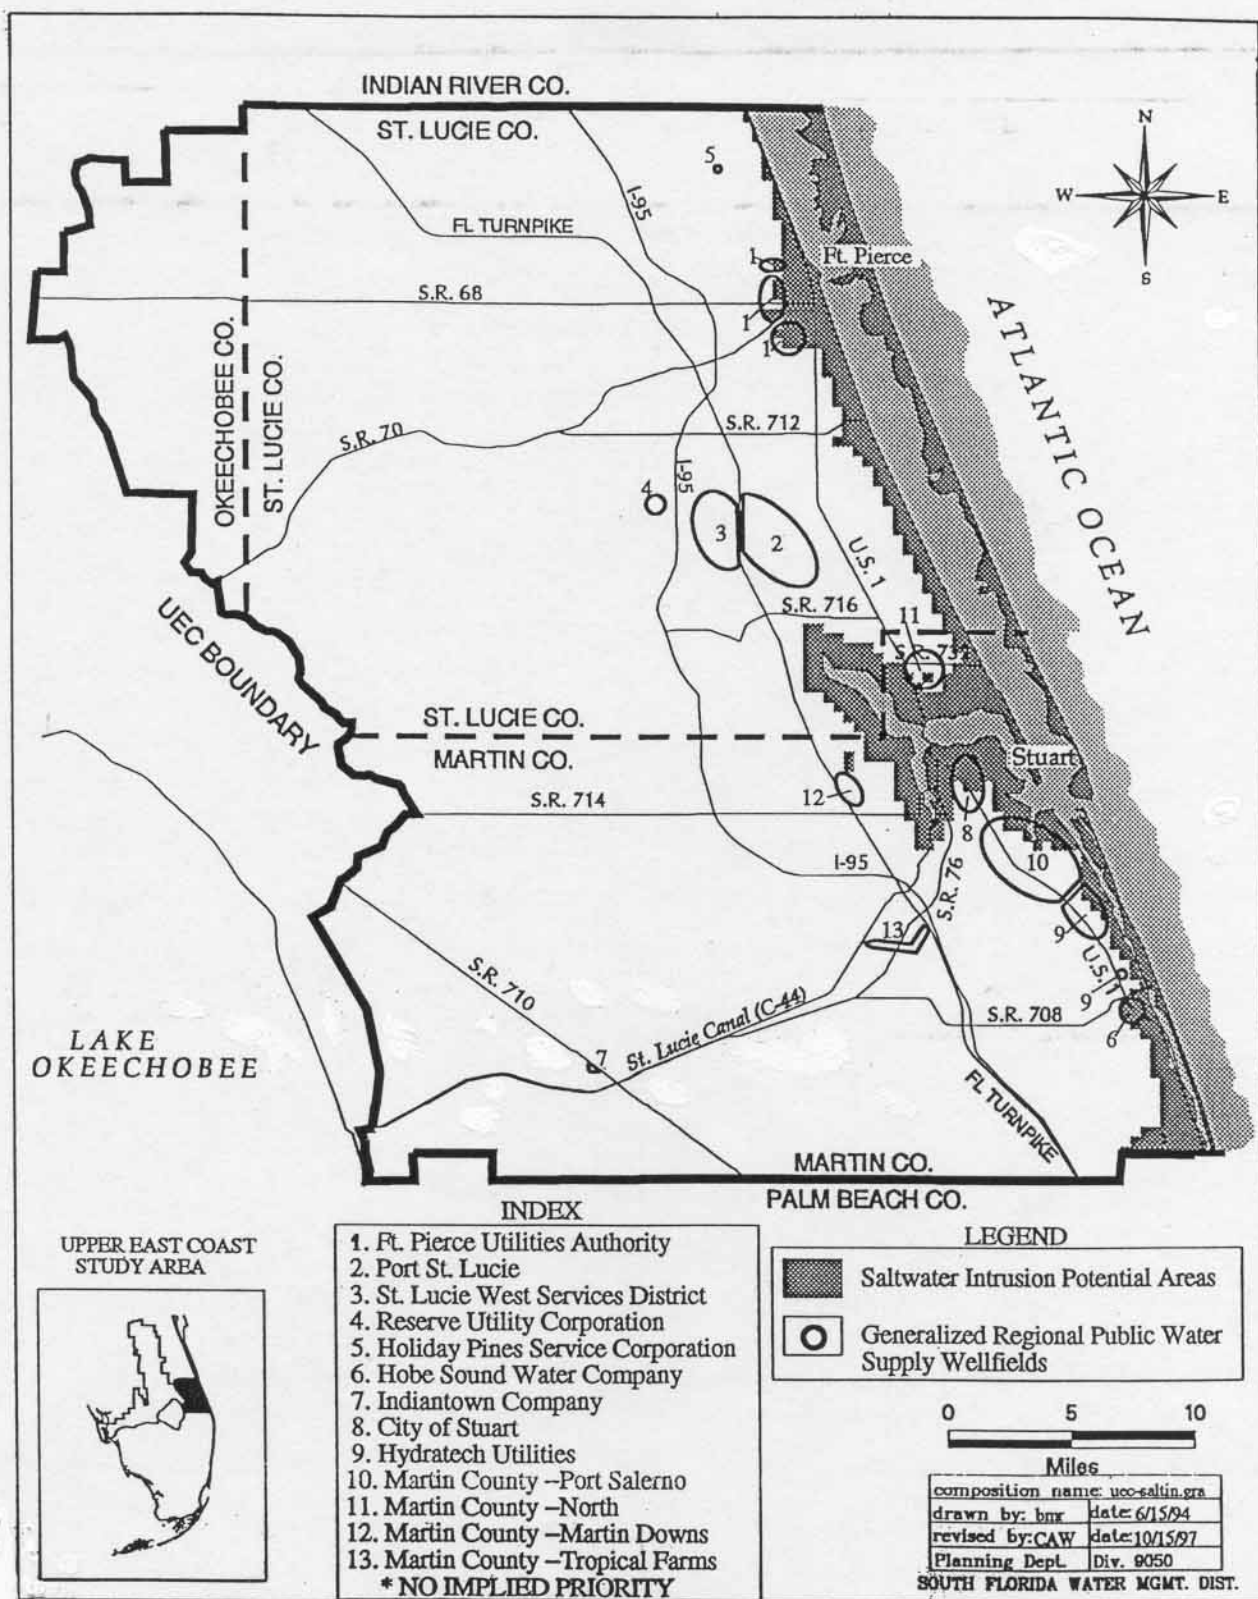 INDIAN RIVER CO.
ST. LUCIE CO.
N
W
E
S
5
I-95
FL TURNPIKE
1
Ft. Pierce
S.R. 68
1
1
ATLANTIC OCEAN
OKEECHOBEE CO.
ST. LUCIE CO.
S.R. 70
S.R. 712
I-95
4
3
2
U.S. 1
S.R. 716
11
S.R. 732
UEC BOUNDARY
ST. LUCIE CO.
MARTIN CO.
Stuart
12
S.R. 714
8
10
I-95
S.R. 76
13
9
S.R. 710
U.S. 1
9
St. Lucie Canal (C-44)
S.R. 708
6
LAKE
OKEECHOBEE
7
FL TURNPIKE
MARTIN CO.
PALM BEACH CO.
UPPER EAST COAST
STUDY AREA
INDEX
1. Ft. Pierce Utilities Authority
2. Port St. Lucie
3. St. Lucie West Services District
4. Reserve Utility Corporation
5. Holiday Pines Service Corporation
6. Hobe Sound Water Company
7. Indiantown Company
8. City of Stuart
9. Hydratech Utilities
10. Martin County –Port Salerno
11. Martin County –North
12. Martin County –Martin Downs
13. Martin County –Tropical Farms
* NO IMPLIED PRIORITY
LEGEND
Saltwater Intrusion Potential Areas
Generalized Regional Public Water
Supply Wellfields
0 5 10
Miles
composition name: uec-saltin.gra
drawn by: bmr date: 6/15/94
revised by: CAW date: 10/15/97
Planning Dept. Div. 9050
SOUTH FLORIDA WATER MGMT. DIST.